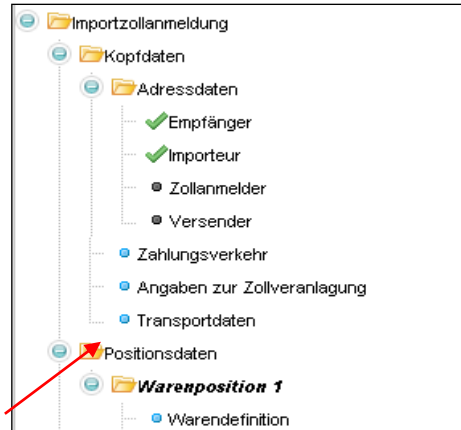 Importzollanmeldung
Kopfdaten
Adressdaten
Empfänger
Importeur
Zollanmelder
Versender
Zahlungsverkehr
Angaben zur Zollveranlagung
Transportdaten
Positionsdaten
Warenposition 1
Warendefinition